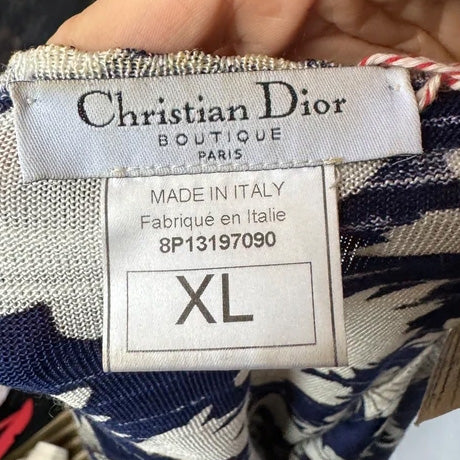 Christian Dior
BOUTIQUE
PARIS
MADE IN ITALY
Fabriqué en Italie
8P13197090
XL